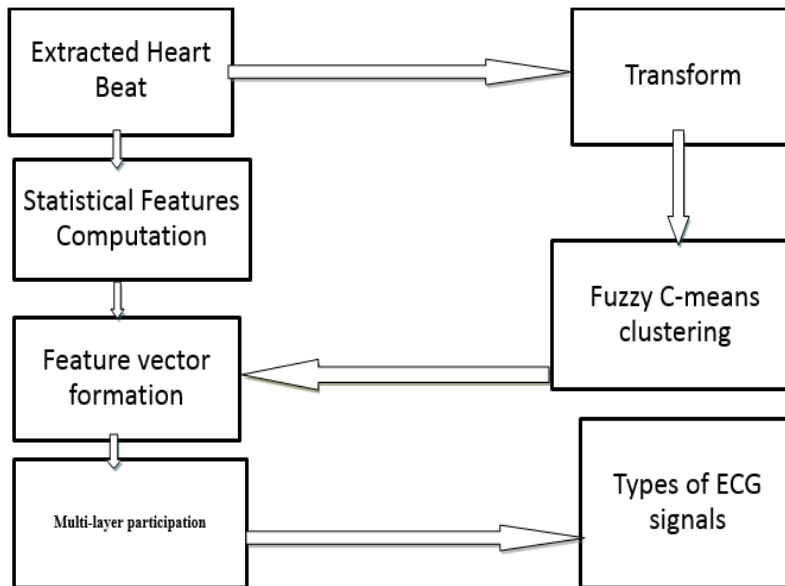 Extracted Heart
Beat
Transform
Statistical Features
Computation
Fuzzy C-means
clustering
Feature vector
formation
Multi-layer participation
Types of ECG
signals